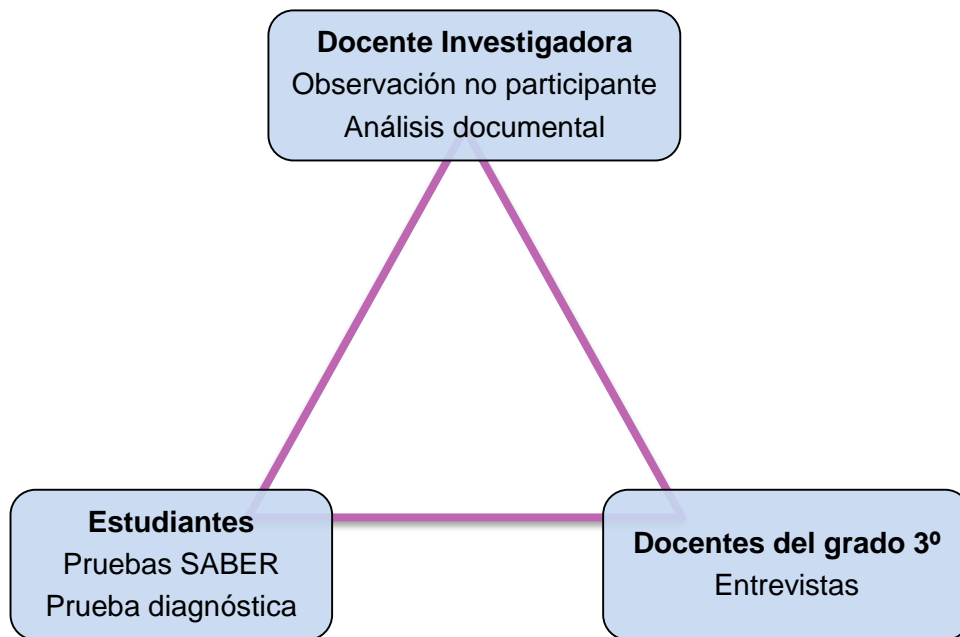 Docente Investigadora
Observación no participante
Análisis documental
Estudiantes
Pruebas SABER
Prueba diagnóstica
Docentes del grado 3º
Entrevistas